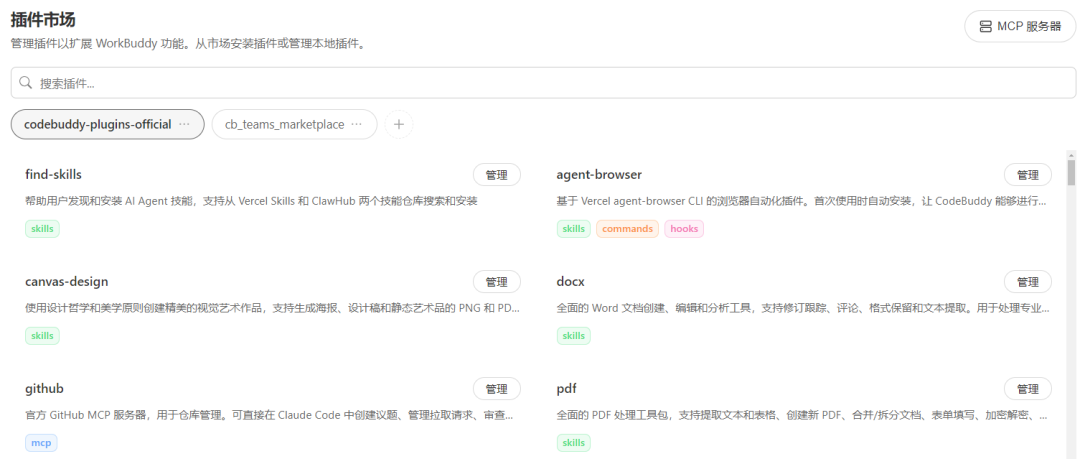 插件市场
MCP 服务器
管理插件以扩展 WorkBuddy 功能。从市场安装插件或管理本地插件。
搜索插件...
codebuddy-plugins-official ··· cb_teams_marketplace ··· +
find-skills 管理
帮助用户发现和安装 AI Agent 技能，支持从 Vercel Skills 和 ClawHub 两个技能仓库搜索和安装
skills
agent-browser 管理
基于 Vercel agent-browser CLI 的浏览器自动化插件。首次使用时自动安装，让 CodeBuddy 能够进行...
skills commands hooks
canvas-design 管理
使用设计哲学和美学原则创建精美的视觉艺术作品，支持生成海报、设计稿和静态艺术品的 PNG 和 PD...
skills
docx 管理
全面的 Word 文档创建、编辑和分析工具，支持修订跟踪、评论、格式保留和文本提取。用于处理专业...
skills
github 管理
官方 GitHub MCP 服务器，用于仓库管理。可直接在 Claude Code 中创建议题、管理拉取请求、审查...
mcp
pdf 管理
全面的 PDF 处理工具包，支持提取文本和表格、创建新 PDF、合并/拆分文档、表单填写、加密解密、...
skills